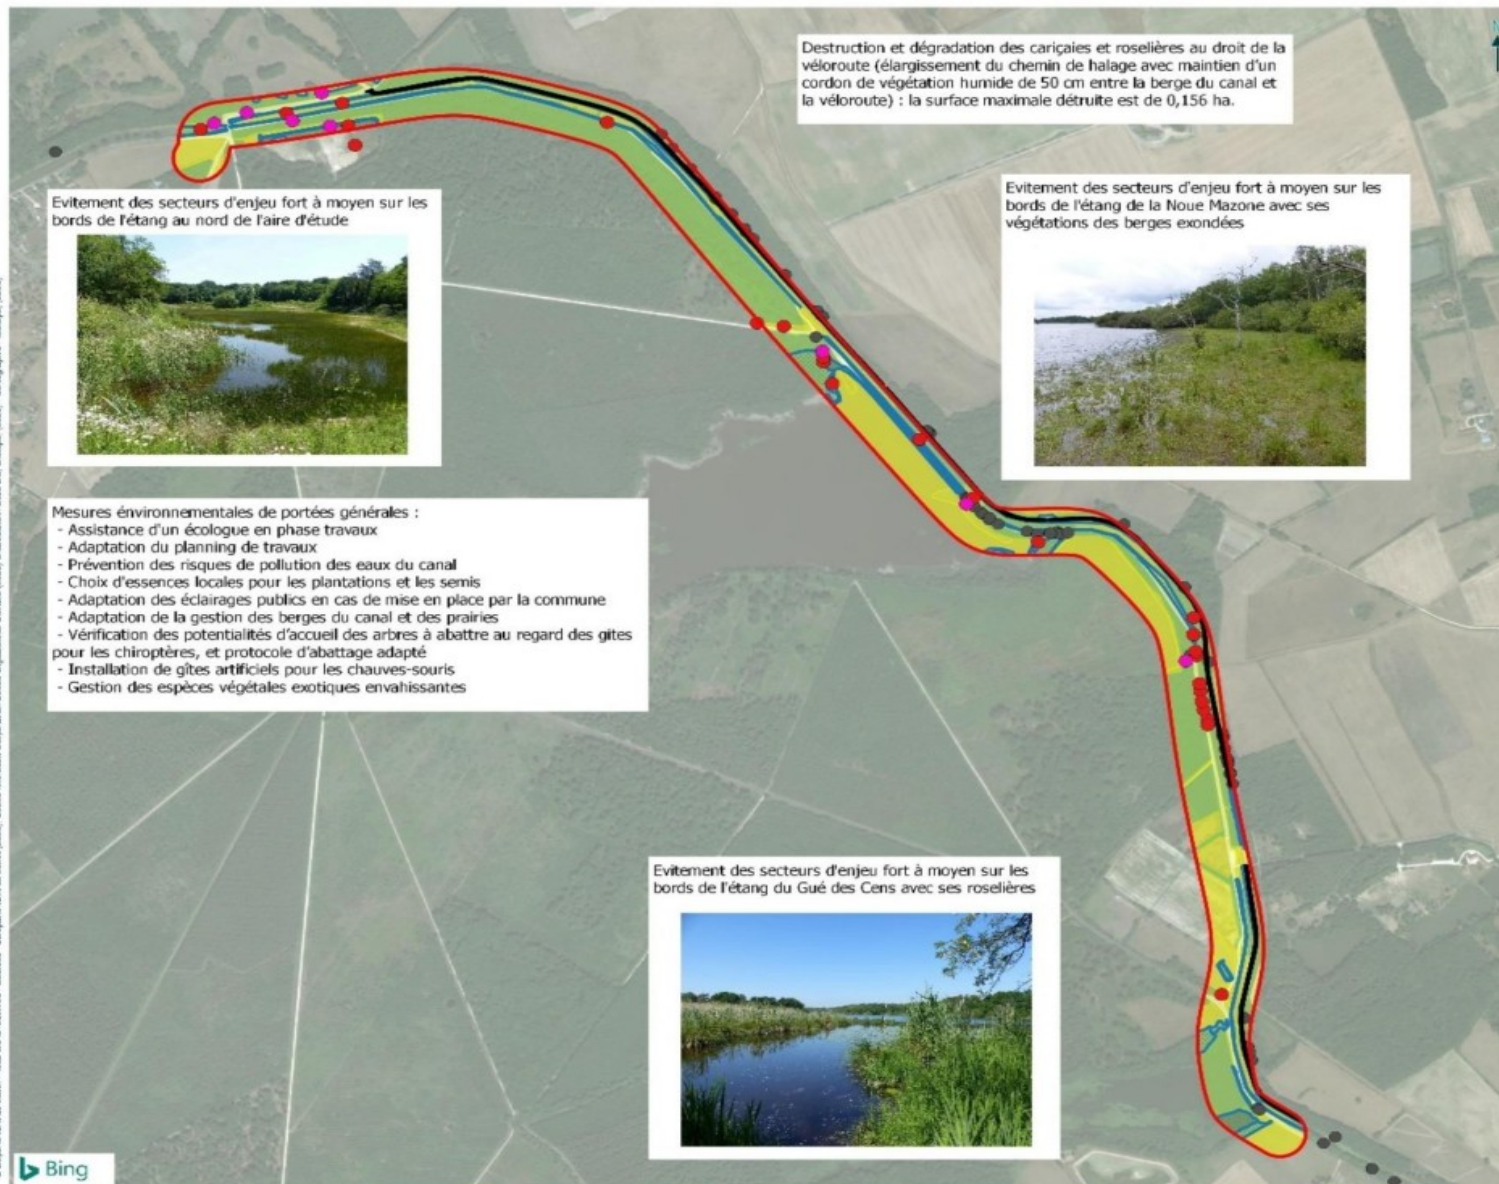 Destruction et dégradation des cariçaies et roselières au droit de la
véloroute (élargissement du chemin de halage avec maintien d'un
cordon de végétation humide de 50 cm entre la berge du canal et
la véloroute) : la surface maximale détruite est de 0,156 ha.
Evitement des secteurs d'enjeu fort à moyen sur les
bords de l'étang au nord de l'aire d'étude
Evitement des secteurs d'enjeu fort à moyen sur les
bords de l'étang de la Noue Mazone avec ses
végétations des berges exondées
Mesures énvironnementales de portées générales :
- Assistance d'un écologue en phase travaux
- Adaptation du planning de travaux
- Prévention des risques de pollution des eaux du canal
- Choix d'essences locales pour les plantations et les semis
- Adaptation des éclairages publics en cas de mise en place par la commune
- Adaptation de la gestion des berges du canal et des prairies
- Vérification des potentialités d'accueil des arbres à abattre au regard des gites
pour les chiroptères, et protocole d'abattage adapté
- Installation de gîtes artificiels pour les chauves-souris
- Gestion des espèces végétales exotiques envahissantes
Evitement des secteurs d'enjeu fort à moyen sur les
bords de l'étang du Gué des Cens avec ses roselières
Bing